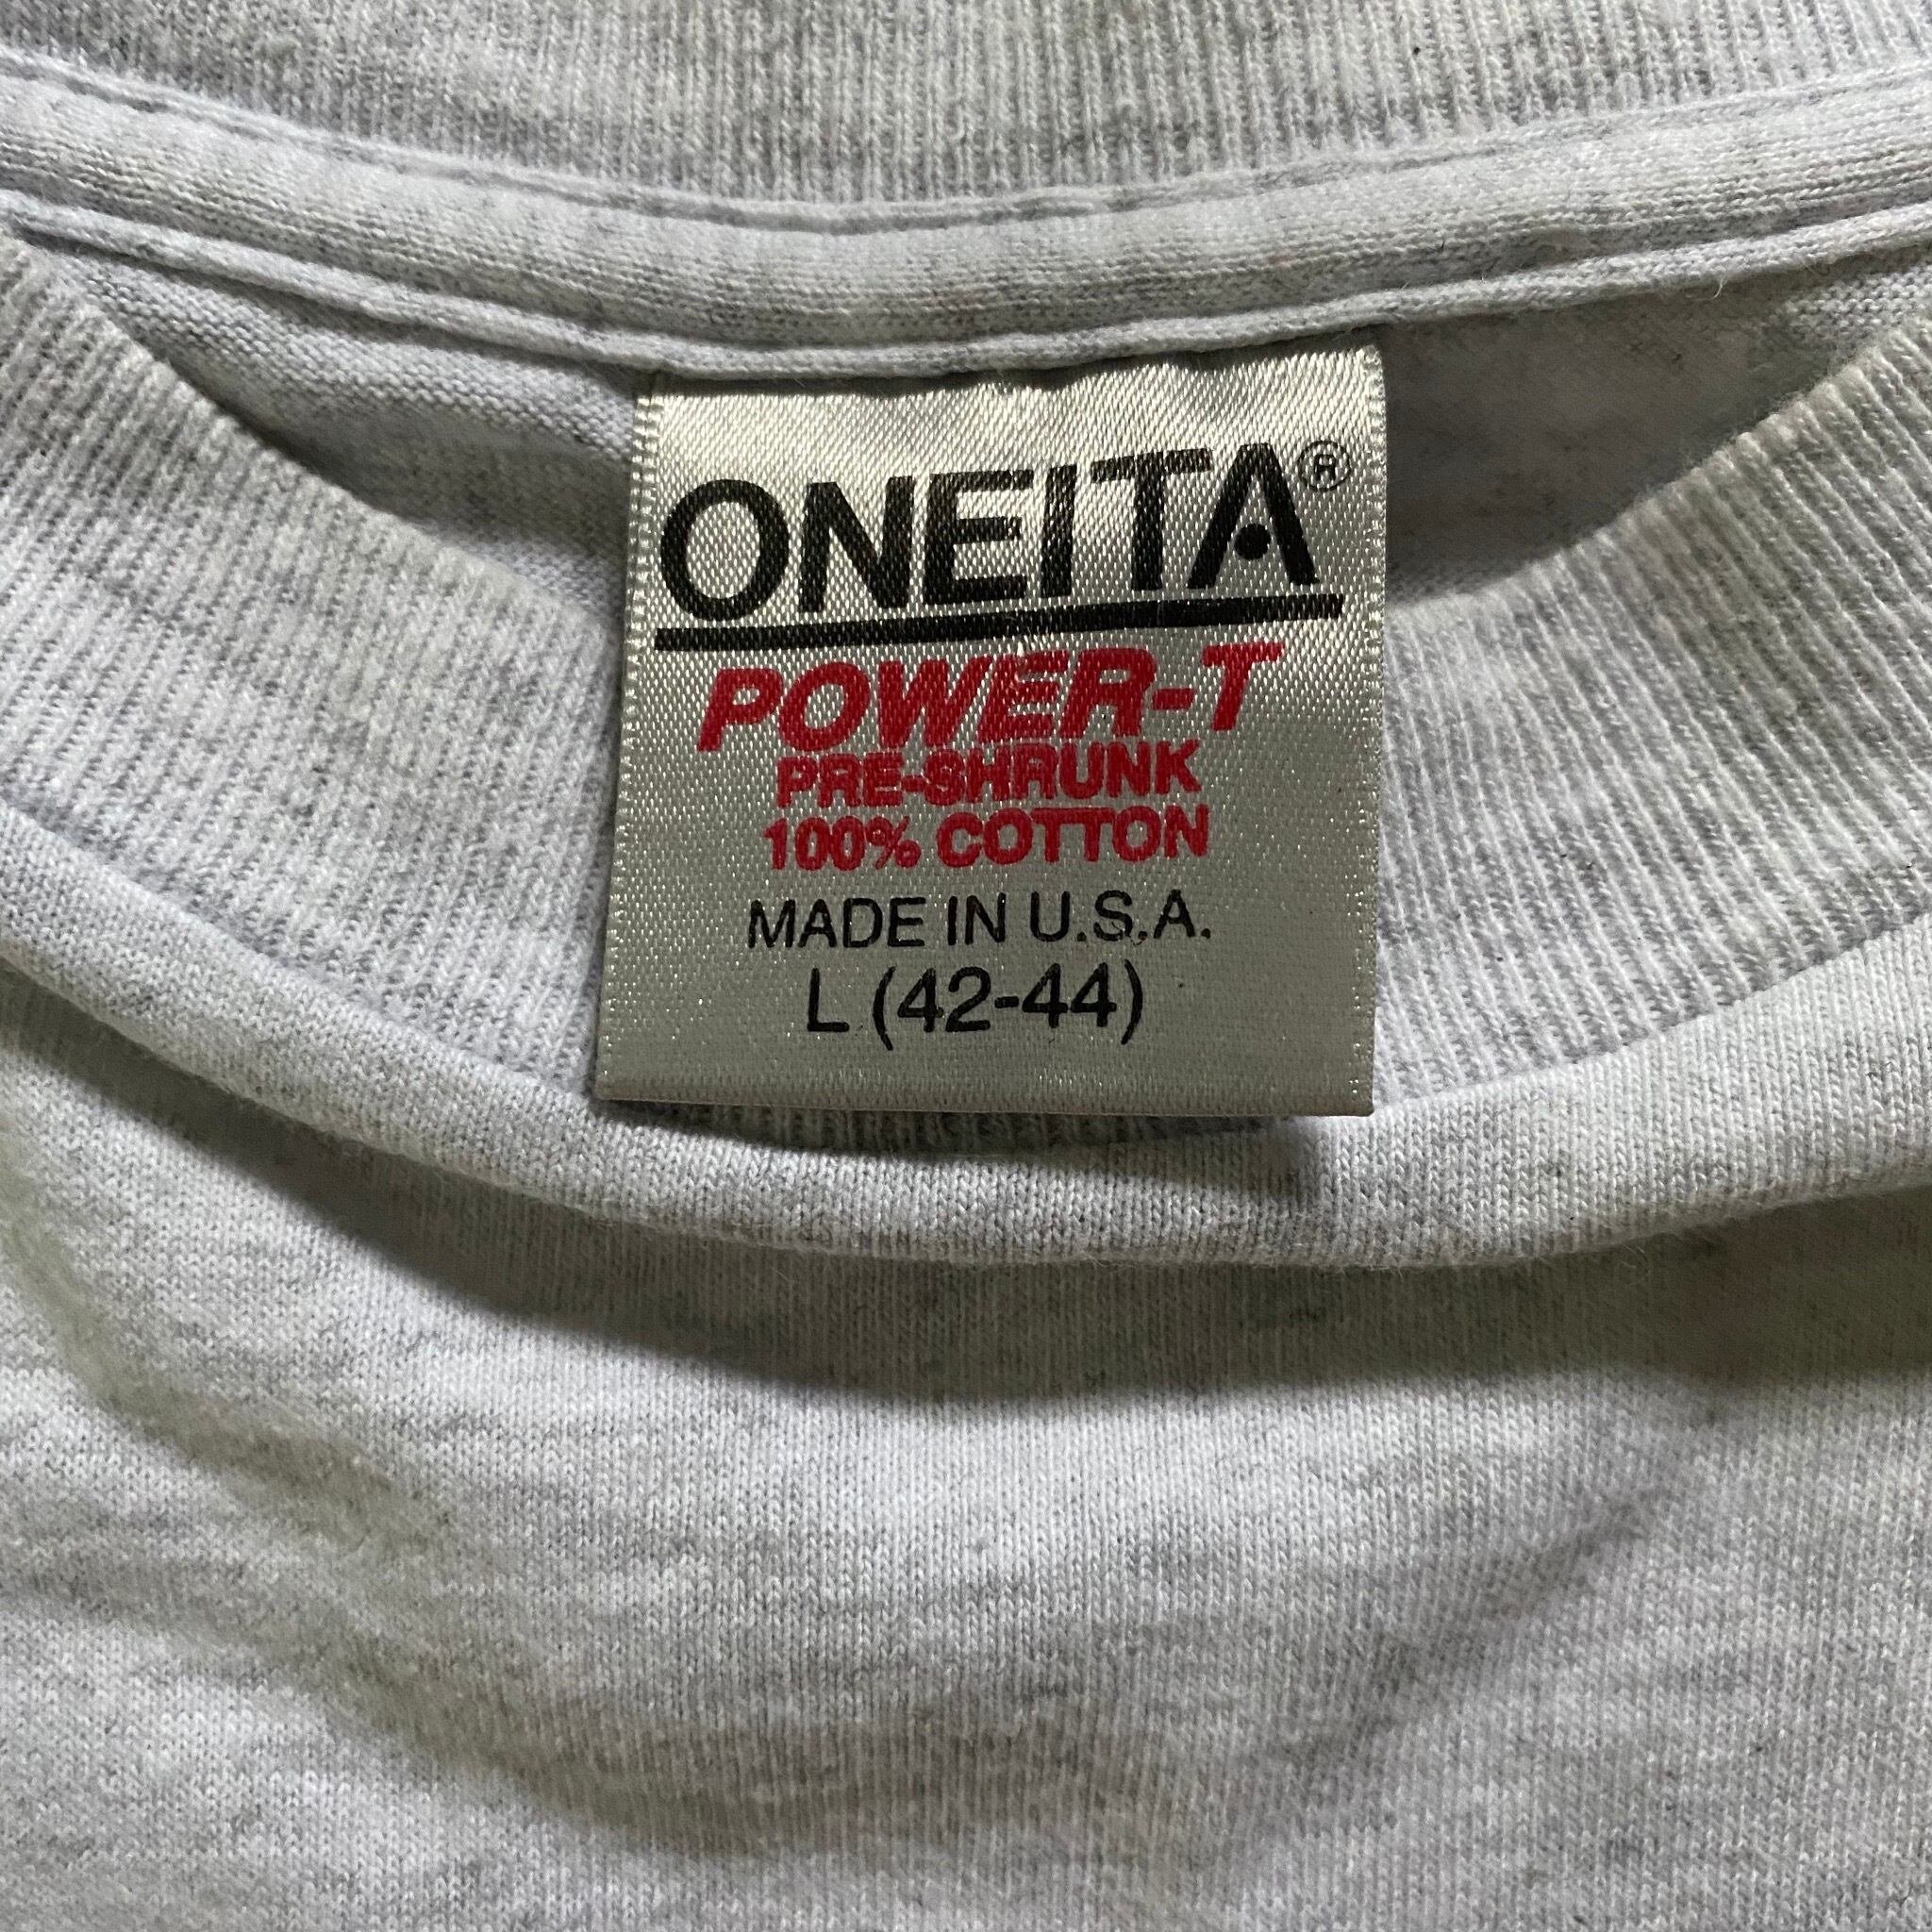 ONEITA®
POWER-T
PRE-SHRUNK
100% COTTON
MADE IN U.S.A.
L (42-44)